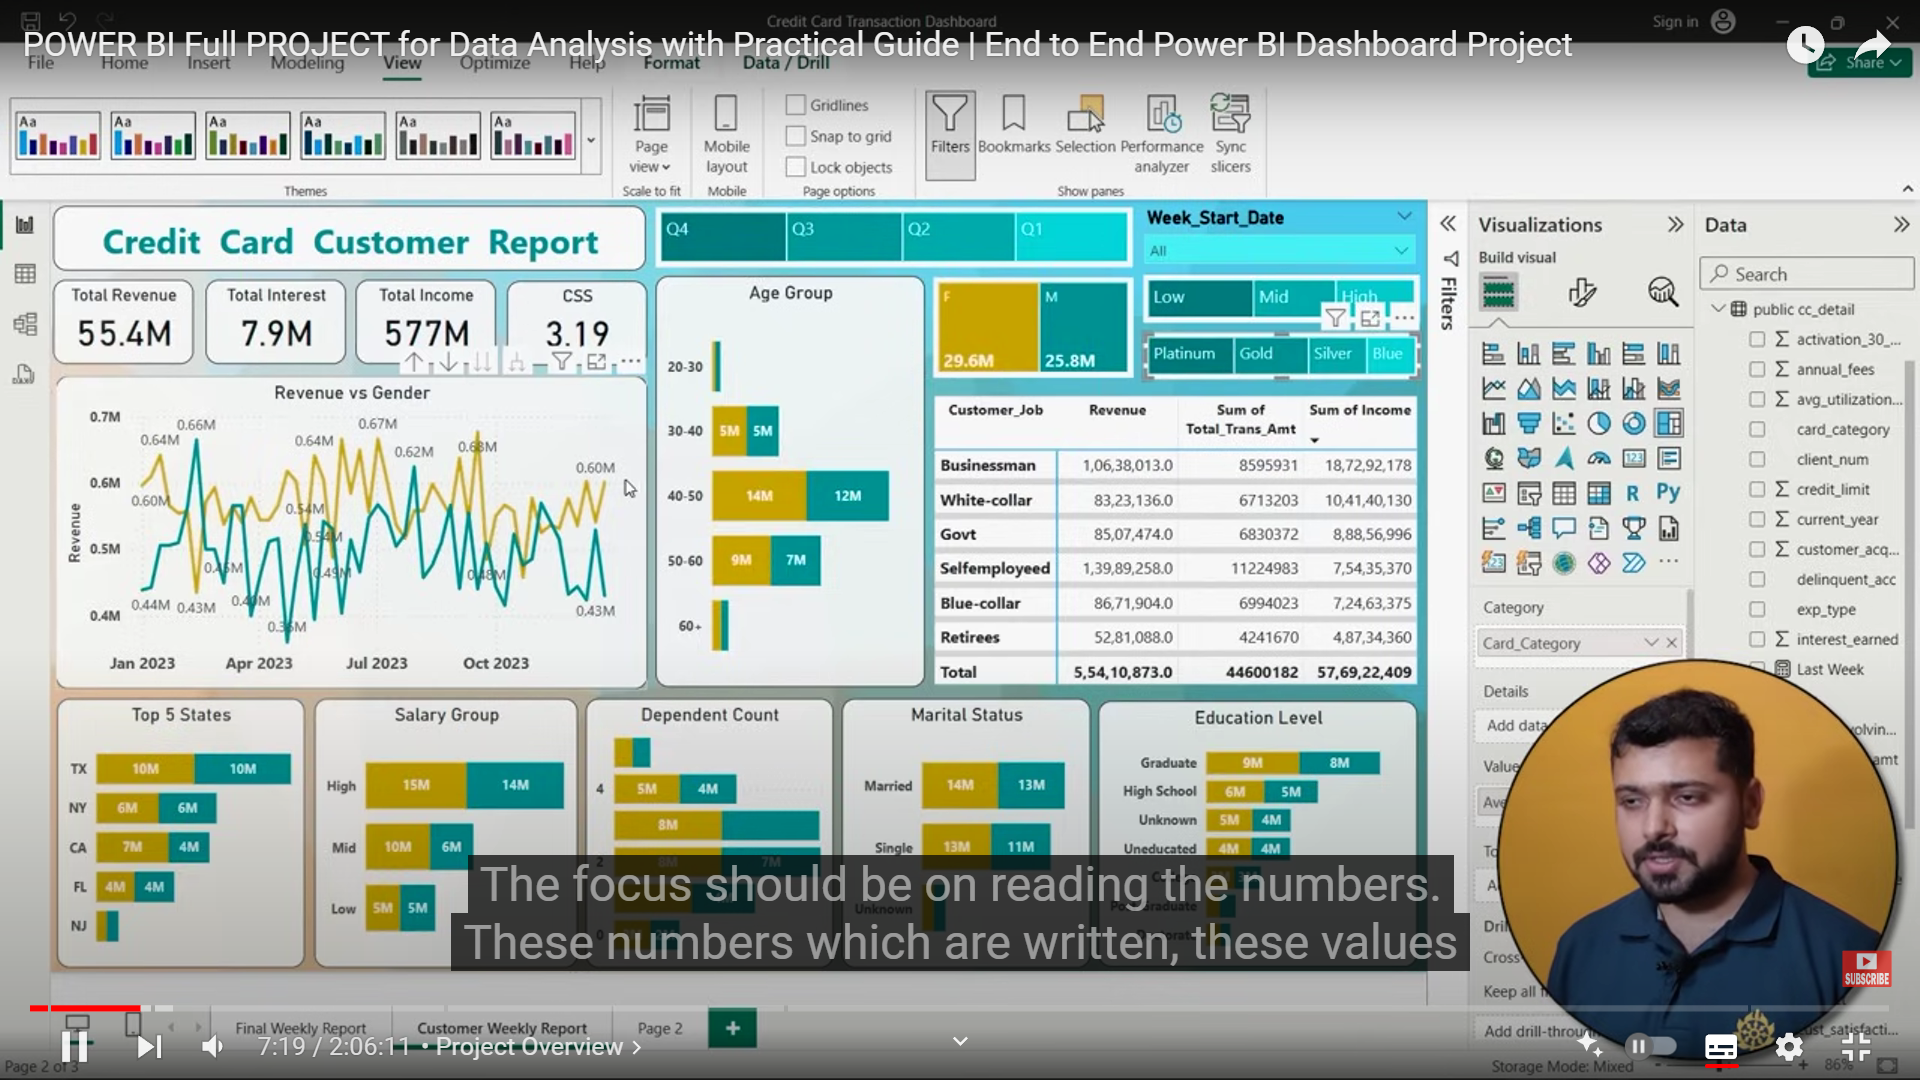 Credit Card Transaction Dashboard
Sign in
POWER BI Full PROJECT for Data Analysis with Practical Guide | End to End Power BI Dashboard Project
File Home Insert Modeling View Optimize Help Format Data / Drill
Share
Aa Aa Aa Aa Aa Aa
Page view
Mobile layout
Gridlines
Snap to grid
Lock objects
Filters
Bookmarks
Selection
Performance analyzer
Sync slicers
Themes
Scale to fit
Mobile
Page options
Show panes
Credit Card Customer Report
Q4 Q3 Q2 Q1
Week_Start_Date
All
Total Revenue
55.4M
Total Interest
7.9M
Total Income
577M
CSS
3.19
Revenue vs Gender
Revenue
0.7M
0.6M
0.5M
0.4M
0.60M
0.64M
0.66M
0.64M
0.67M
0.62M
0.68M
0.60M
0.54M
0.54M
0.45M
0.49M
0.48M
0.44M
0.43M
0.40M
0.36M
0.43M
Jan 2023 Apr 2023 Jul 2023 Oct 2023
Age Group
20-30
30-40 5M 5M
40-50 14M 12M
50-60 9M 7M
60+
F
29.6M
M
25.8M
Low Mid High
Platinum Gold Silver Blue
Customer_Job Revenue Sum of Total_Trans_Amt Sum of Income
Businessman 1,06,38,013.0 8595931 18,72,92,178
White-collar 83,23,136.0 6713203 10,41,40,130
Govt 85,07,474.0 6830372 8,88,56,996
Selfemployeed 1,39,89,258.0 11224983 7,54,35,370
Blue-collar 86,71,904.0 6994023 7,24,63,375
Retirees 52,81,088.0 4241670 4,87,34,360
Total 5,54,10,873.0 44600182 57,69,22,409
Top 5 States
TX 10M 10M
NY 6M 6M
CA 7M 4M
FL 4M 4M
NJ
Salary Group
High 15M 14M
Mid 10M 6M
Low 5M 5M
Dependent Count
4 5M 4M
8M
2 8M 7M
0
Marital Status
Married 14M 13M
Single 13M 11M
Unknown
Education Level
Graduate 9M 8M
High School 6M 5M
Unknown 5M 4M
Uneducated 4M 4M
Filters
Visualizations
Build visual
R
Py
123
Category
Card_Category
Details
Add data
Value
Ave
To
A
Dril
Cross
Keep all f
Add drill-throu
Data
Search
public cc_detail
activation_30_...
annual_fees
avg_utilization...
card_category
client_num
credit_limit
current_year
customer_acq...
delinquent_acc
exp_type
interest_earned
Last Week
volvin...
amt
ust_satisfacti...
The focus should be on reading the numbers.
These numbers which are written, these values
SUBSCRIBE
Final Weekly Report Customer Weekly Report Page 2 +
7:19 / 2:06:11 • Project Overview
Page 2 of 3
Storage Mode: Mixed
86%